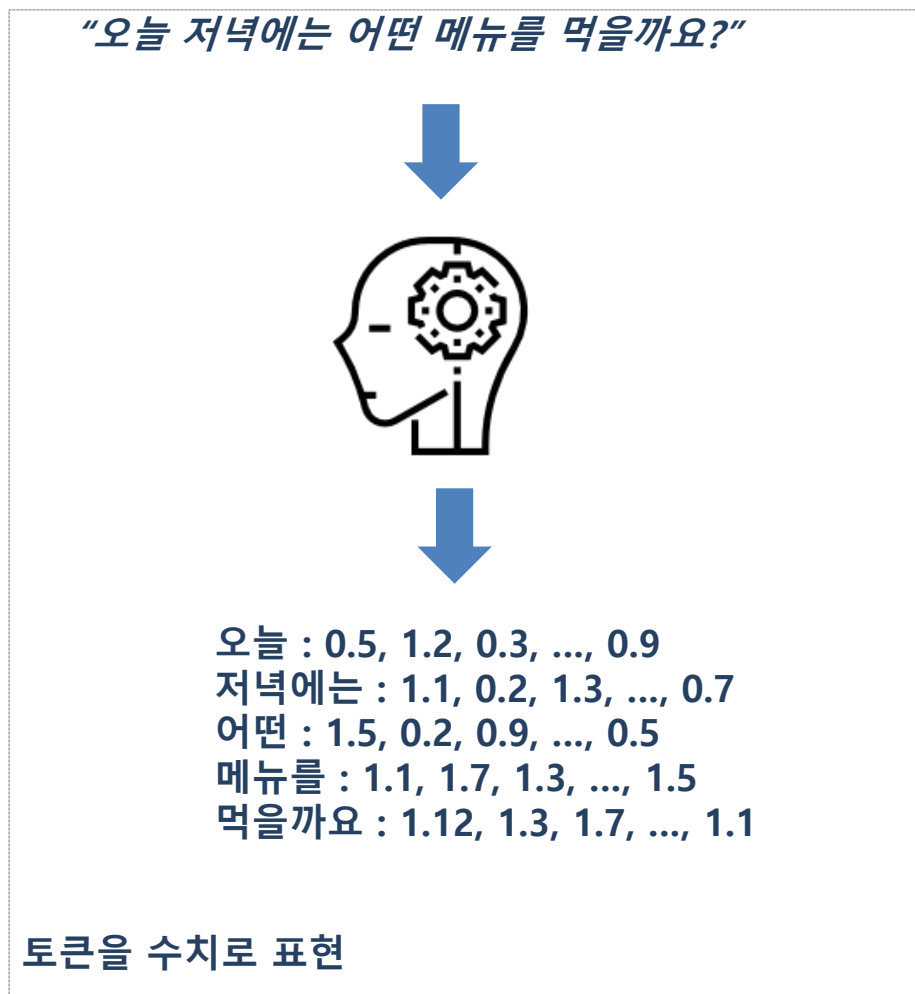 “오늘 저녁에는 어떤 메뉴를 먹을까요?”
오늘 : 0.5, 1.2, 0.3, ..., 0.9
저녁에는 : 1.1, 0.2, 1.3, ..., 0.7
어떤 : 1.5, 0.2, 0.9, ..., 0.5
메뉴를 : 1.1, 1.7, 1.3, ..., 1.5
먹을까요 : 1.12, 1.3, 1.7, ..., 1.1
토큰을 수치로 표현